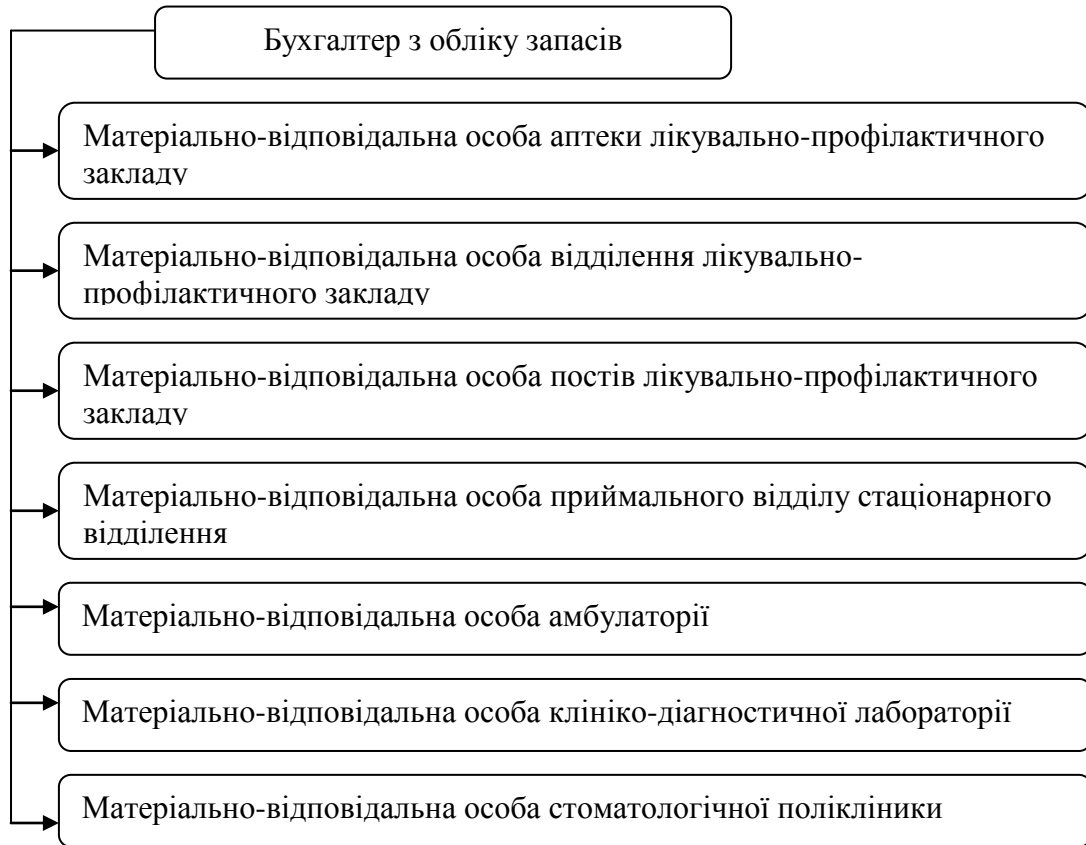 Бухгалтер з обліку запасів
Матеріально-відповідальна особа аптеки лікувально-профілактичного
закладу
Матеріально-відповідальна особа відділення лікувально-
профілактичного закладу
Матеріально-відповідальна особа постів лікувально-профілактичного
закладу
Матеріально-відповідальна особа приймального відділу стаціонарного
відділення
Матеріально-відповідальна особа амбулаторії
Матеріально-відповідальна особа клініко-діагностичної лабораторії
Матеріально-відповідальна особа стоматологічної поліклініки